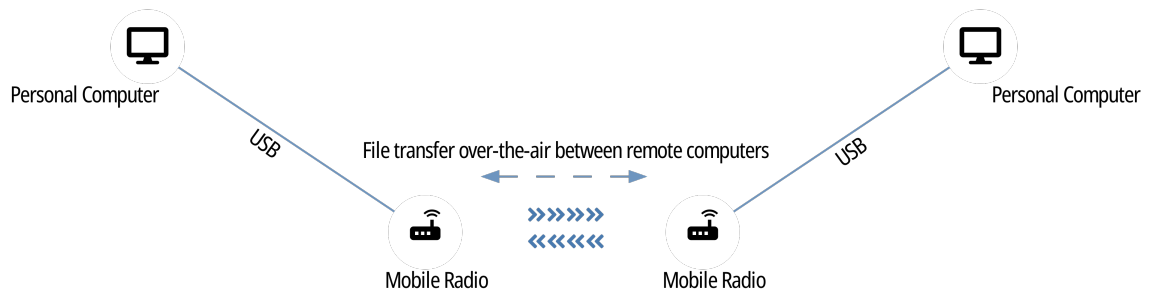 Personal Computer
Personal Computer
USB
USB
File transfer over-the-air between remote computers
Mobile Radio
Mobile Radio